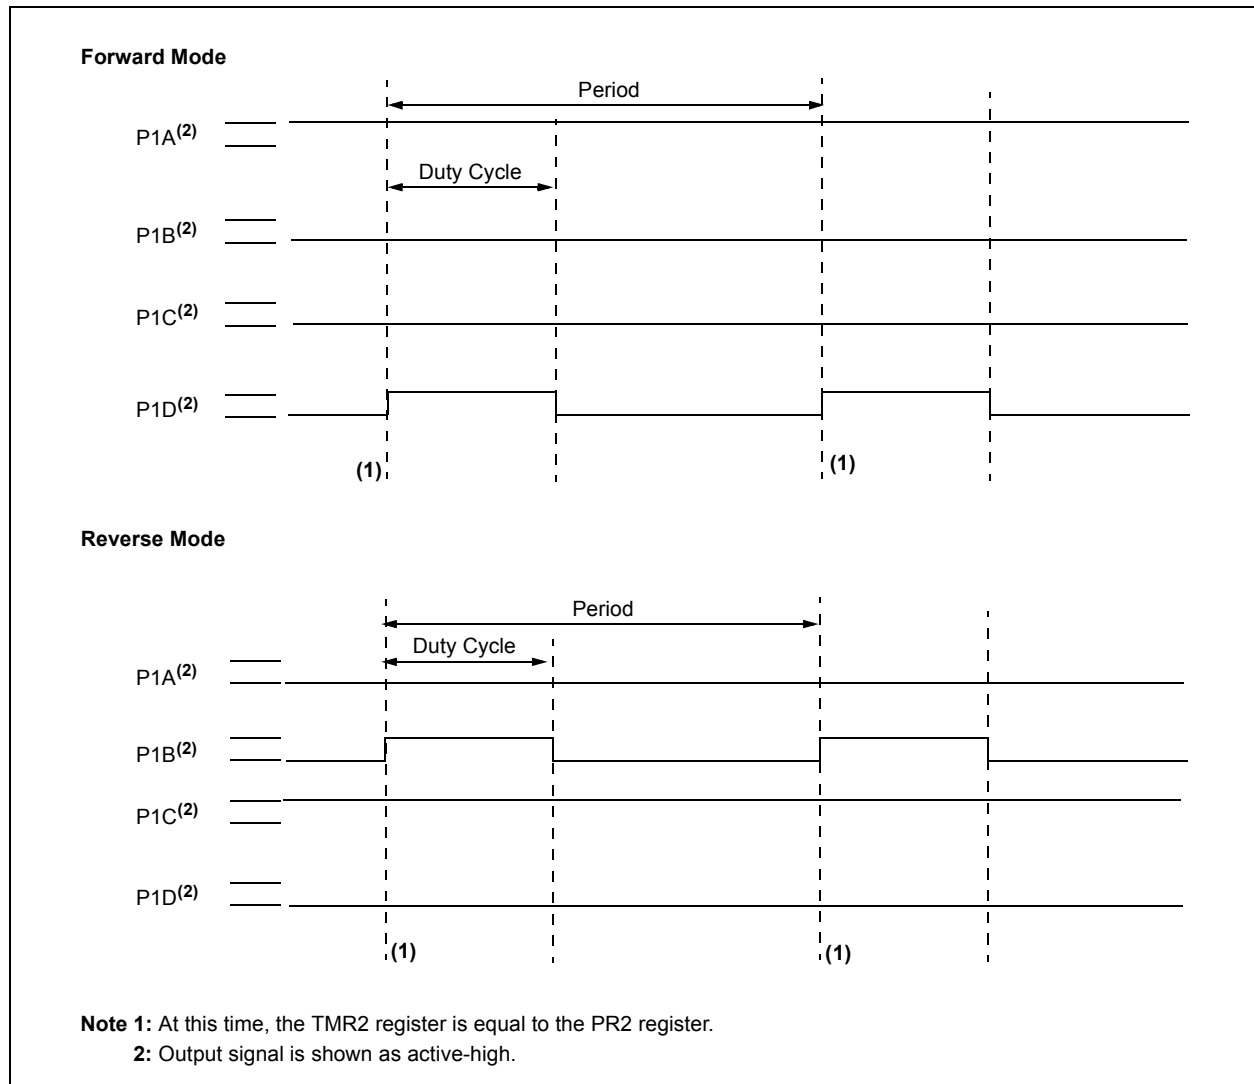 Forward Mode
Period
P1A(2)
Duty Cycle
P1B(2)
P1C(2)
P1D(2)
(1)
(1)
Reverse Mode
Period
Duty Cycle
P1A(2)
P1B(2)
P1C(2)
P1D(2)
(1)
(1)
Note 1: At this time, the TMR2 register is equal to the PR2 register.
2: Output signal is shown as active-high.